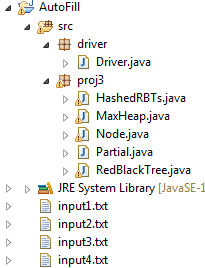 AutoFill
src
driver
Driver.java
proj3
HashedRBTs.java
MaxHeap.java
Node.java
Partial.java
RedBlackTree.java
JRE System Library [JavaSE-1
input1.txt
input2.txt
input3.txt
input4.txt